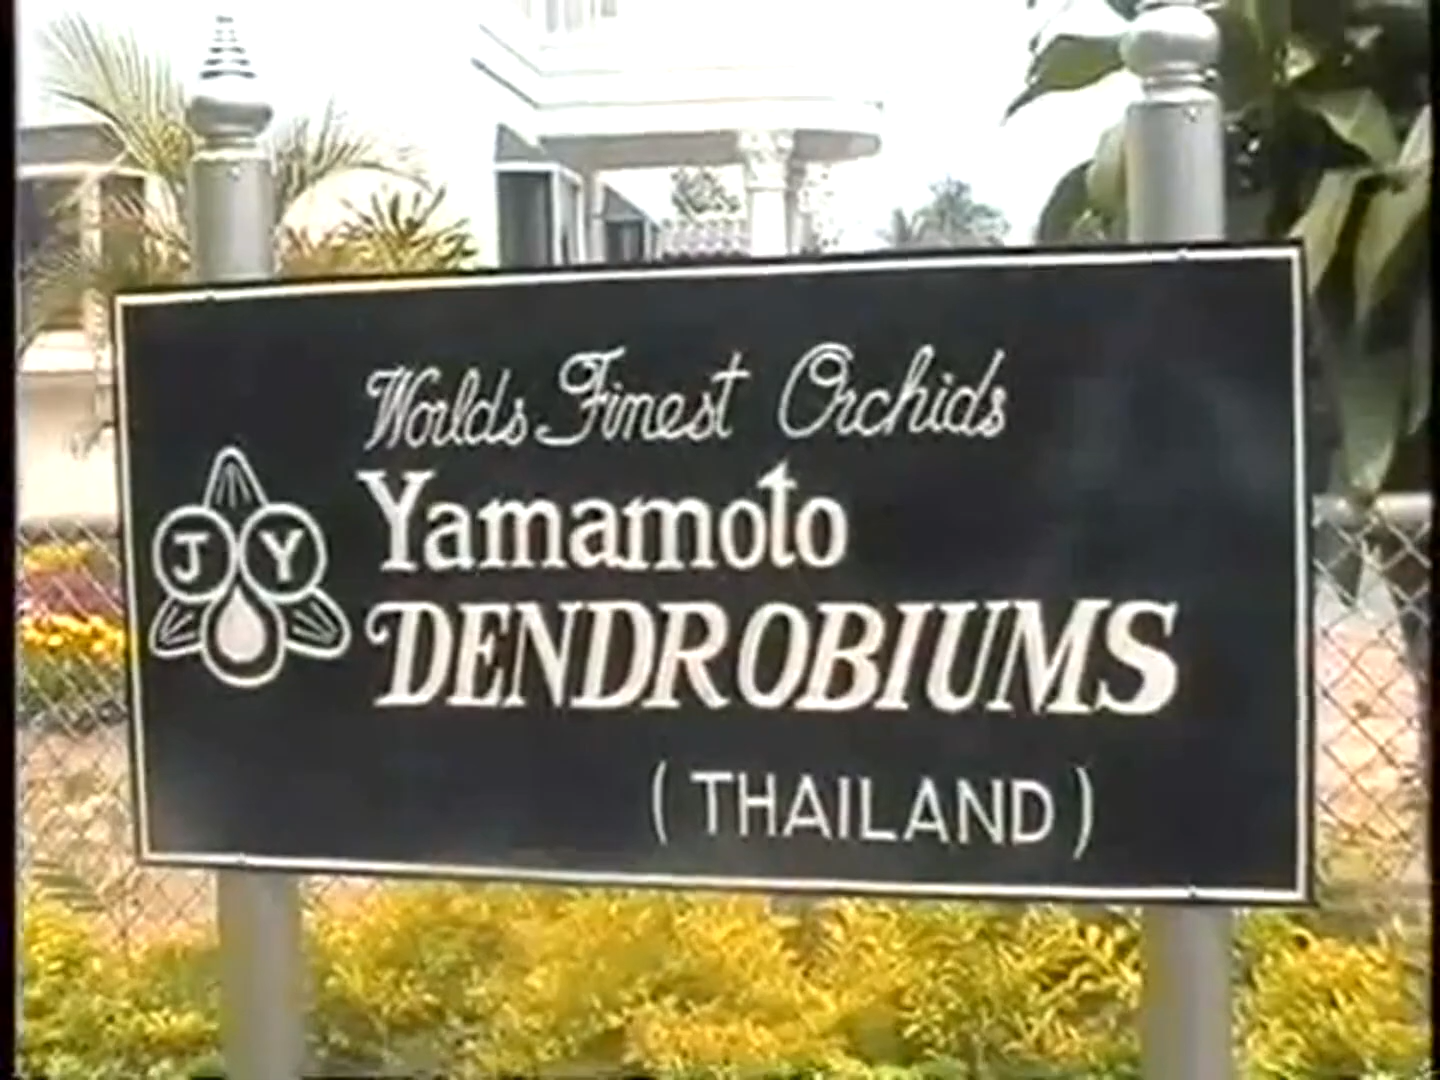 Worlds Finest Orchids
J Y
Yamamoto
DENDROBIUMS
( THAILAND )